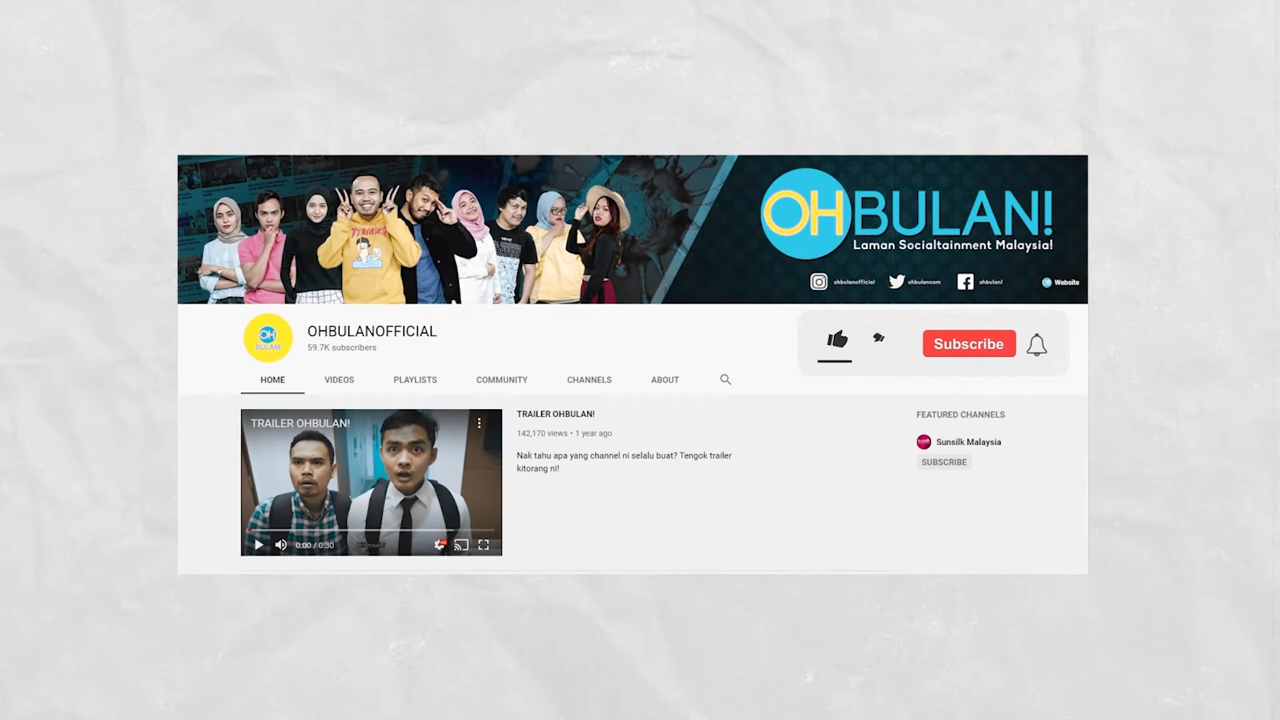 OHBULAN!
Laman Socialtainment Malaysia!
ohbulanofficial
ohbulancom
ohbulan!
Website
OH
BULAN!
OHBULANOFFICIAL
59.7K subscribers
Subscribe
HOME
VIDEOS
PLAYLISTS
COMMUNITY
CHANNELS
ABOUT
TRAILER OHBULAN!
0:00 / 0:30
TRAILER OHBULAN!
142,170 views • 1 year ago
Nak tahu apa yang channel ni selalu buat? Tengok trailer
kitorang ni!
FEATURED CHANNELS
Sunsilk Malaysia
SUBSCRIBE